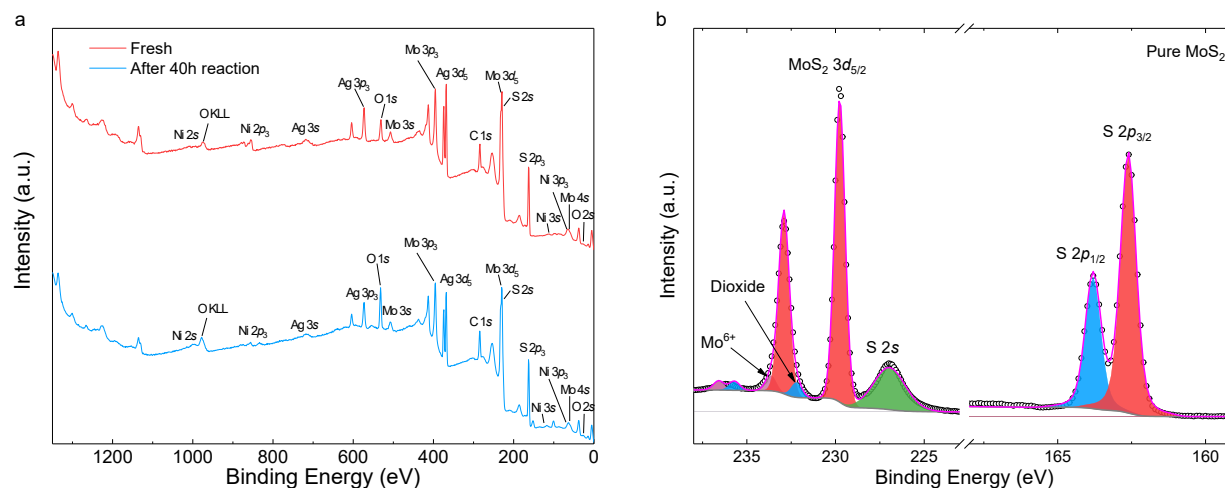 a
Fresh
After 40h reaction
Ni 2s
OKLL
Ni 2p3
Ag 3s
Ag 3p3
O 1s
Mo 3s
Mo 3p3
Ag 3d5
C 1s
Mo 3d5
S 2s
S 2p3
Ni 3p3
Mo 4s
Ni 3s
O 2s
Ni 2s
OKLL
Ni 2p3
Ag 3s
Ag 3p3
O 1s
Mo 3s
Mo 3p3
Ag 3d5
C 1s
Mo 3d5
S 2s
S 2p3
Ni 3p3
Mo 4s
Ni 3s
O 2s
Intensity (a.u.)
1200 1000 800 600 400 200 0
Binding Energy (eV)
b
Pure MoS2
MoS2 3d5/2
S 2p3/2
S 2p1/2
Dioxide
Mo6+
S 2s
Intensity (a.u.)
235 230 225 165 160
Binding Energy (eV)